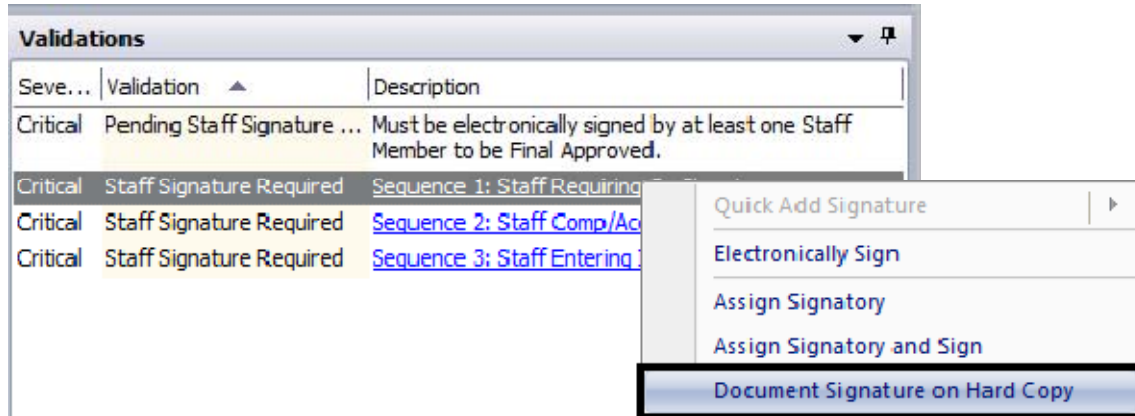 Validations
Seve... Validation Description
Critical Pending Staff Signature ... Must be electronically signed by at least one Staff
Member to be Final Approved.
Critical Staff Signature Required Sequence 1: Staff Requiring
Critical Staff Signature Required Sequence 2: Staff Comp/Ac
Critical Staff Signature Required Sequence 3: Staff Entering
Quick Add Signature
Electronically Sign
Assign Signatory
Assign Signatory and Sign
Document Signature on Hard Copy